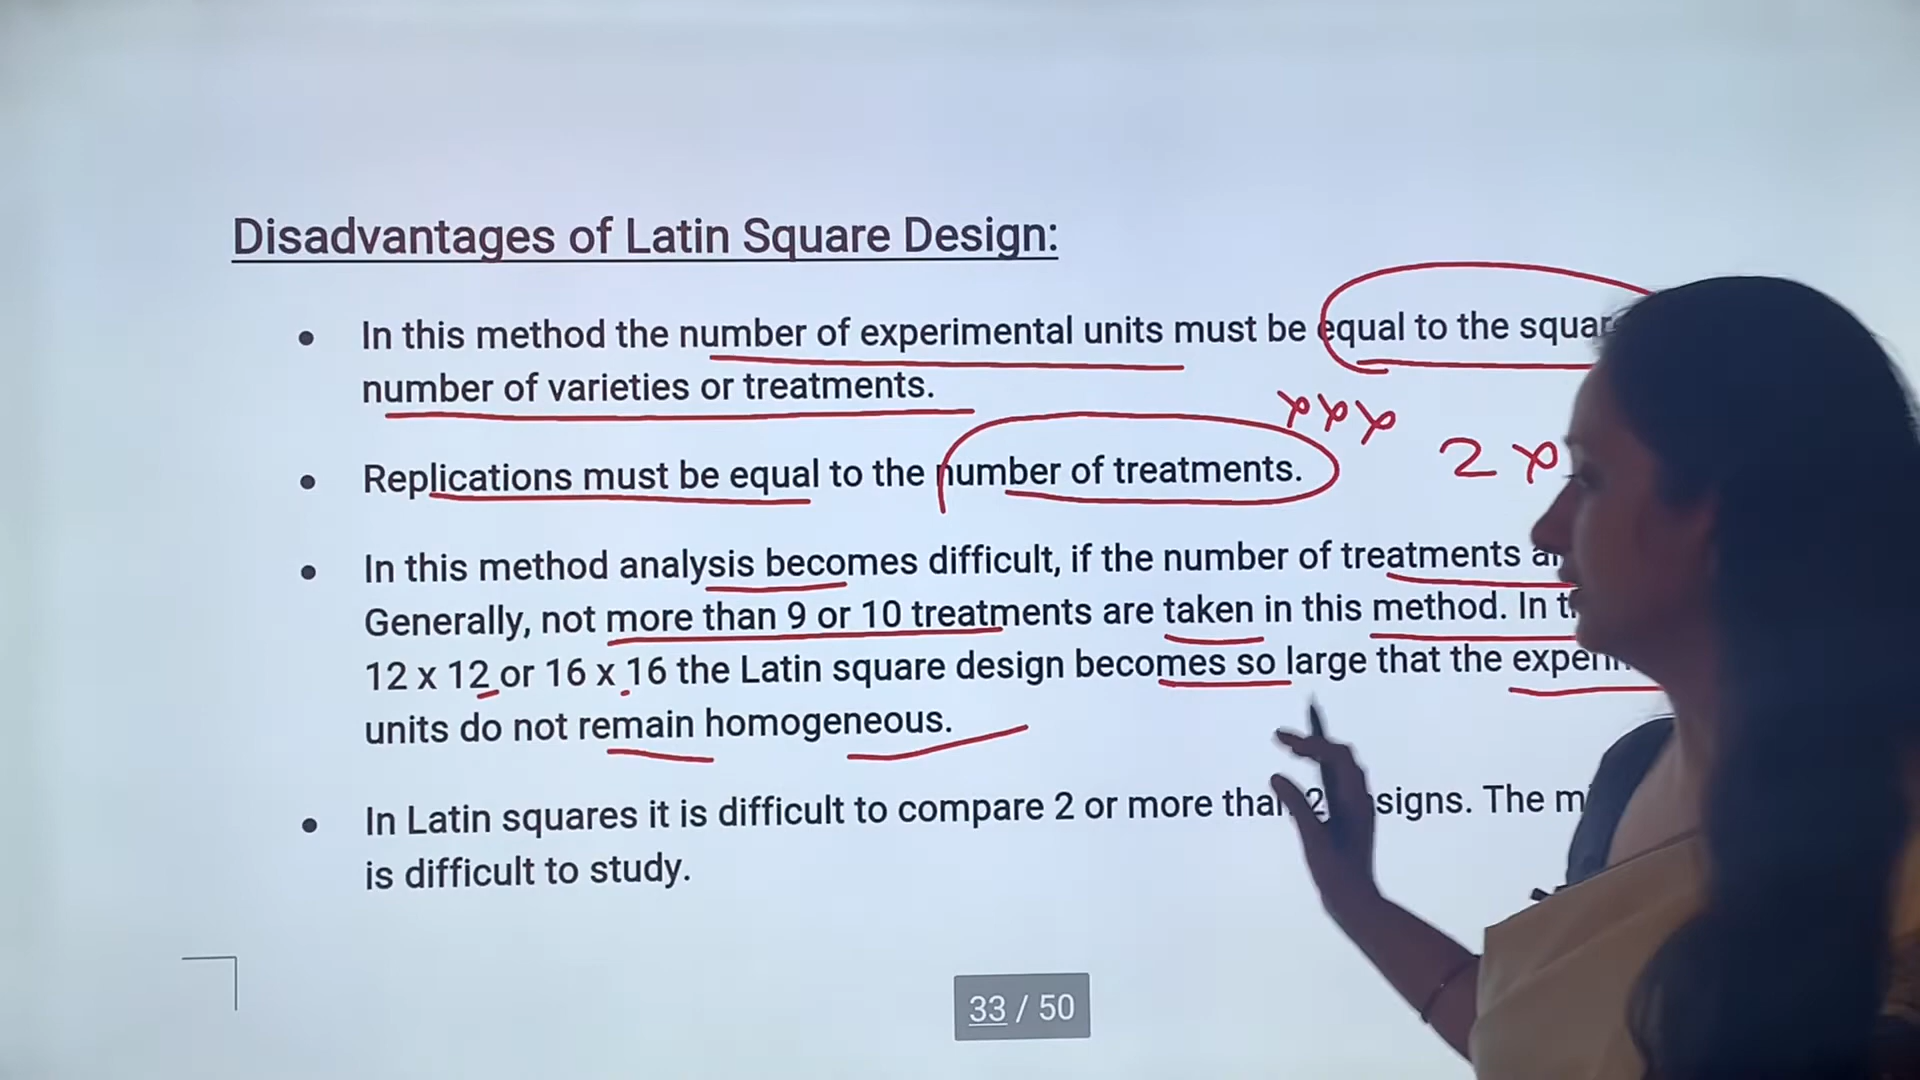 Disadvantages of Latin Square Design:
• In this method the number of experimental units must be equal to the
number of varieties or treatments.
• Replications must be equal to the number of treatments.
2
• In this method analysis becomes difficult, if the number of treatments
Generally, not more than 9 or 10 treatments are taken in this method. In
12 x 12 or 16 x 16 the Latin square design becomes so large that the
units do not remain homogeneous.
• In Latin squares it is difficult to compare 2 or more than 2 The
is difficult to study.
33 / 50